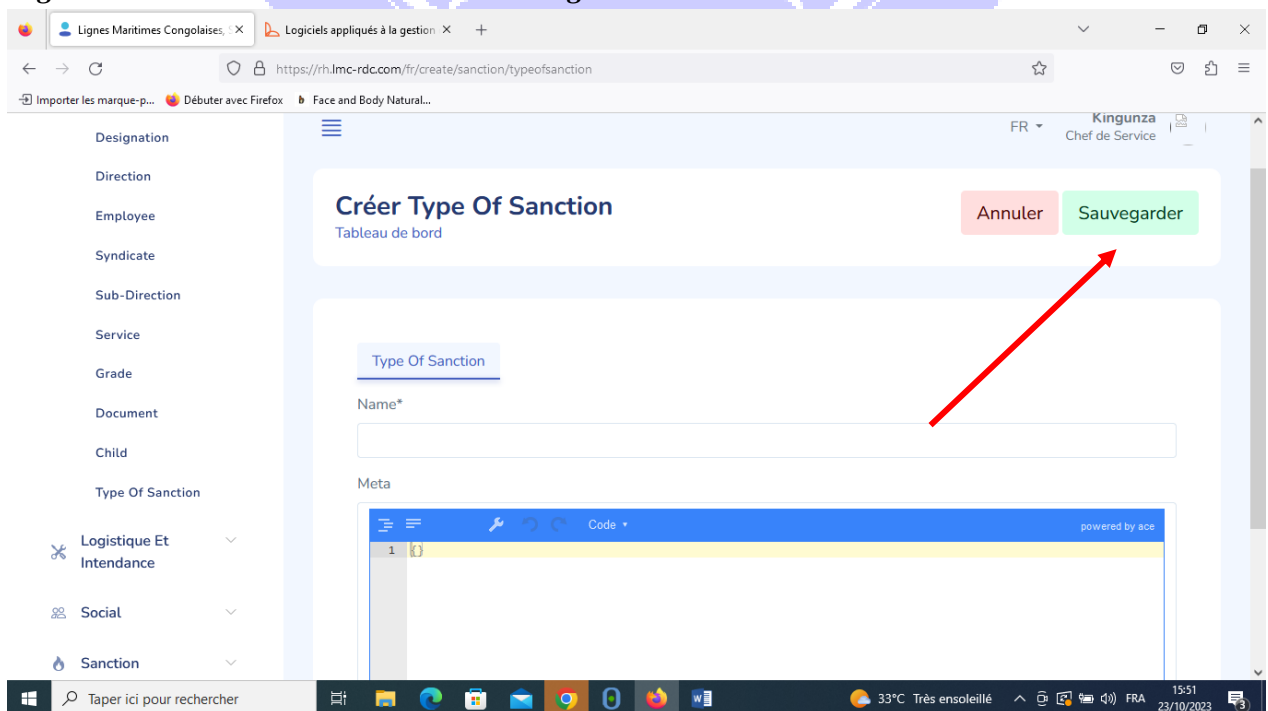 Lignes Maritimes Congolaises, S
Logiciels appliqués à la gestion
https://rh.lmc-rdc.com/fr/create/sanction/typeofsanction
Importer les marque-p...
Débuter avec Firefox
b Face and Body Natural...
Designation
Direction
Employee
Syndicate
Sub-Direction
Service
Grade
Document
Child
Type Of Sanction
Logistique Et
Intendance
Social
Sanction
FR
Kingunza
Chef de Service
Créer Type Of Sanction
Tableau de bord
Annuler
Sauvegarder
Type Of Sanction
Name*
Meta
Code
powered by ace
1 {}
Taper ici pour rechercher
33°C Très ensoleillé
FRA
15:51
23/10/2023
3